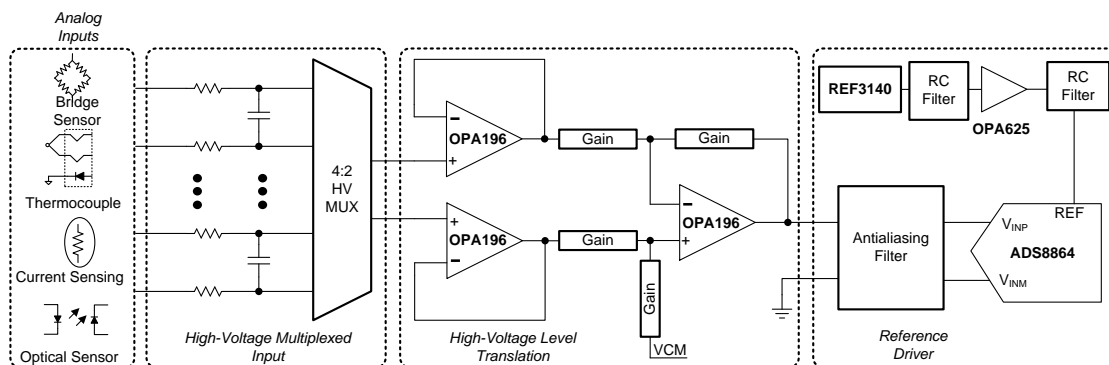 Analog
Inputs
Bridge
Sensor
Thermocouple
Current Sensing
Optical Sensor
4:2
HV
MUX
High-Voltage Multiplexed
Input
OPA196
+
OPA196
+
Gain
Gain
Gain
Gain
OPA196
+
VCM
High-Voltage Level
Translation
REF3140
RC
Filter
OPA625
RC
Filter
Antialiasing
Filter
REF
VINP
ADS8864
VINM
Reference
Driver